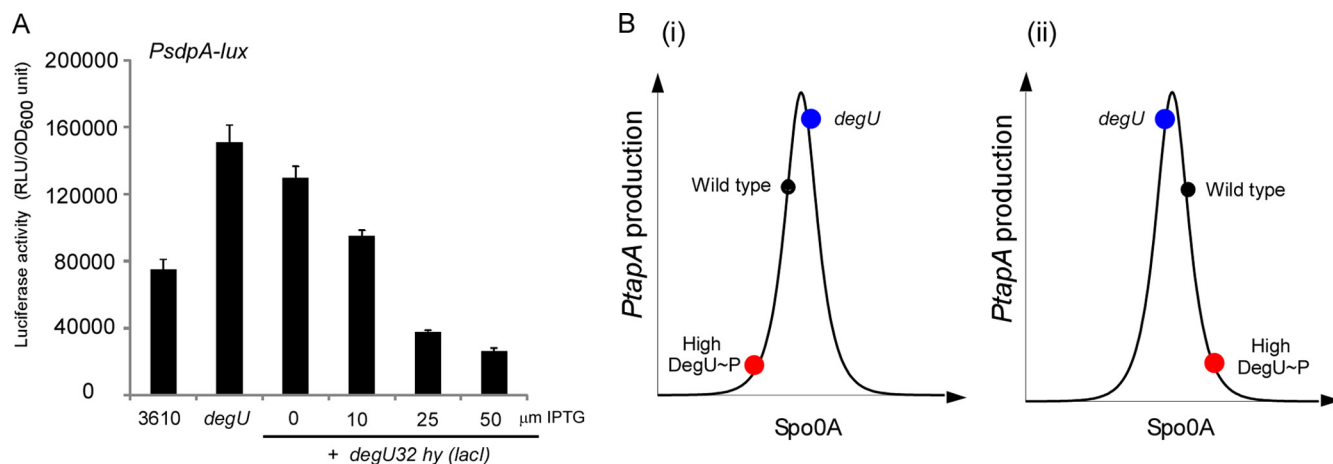 A
PsdpA-lux
Luciferase activity (RLU/OD600 unit)
200000
160000
120000
80000
40000
0
3610 degU 0 10 25 50 μm IPTG
+ degU32 hy (lacI)
B
(i)
PtapA production
degU
Wild type
High
DegU~P
Spo0A
(ii)
PtapA production
degU
Wild type
High
DegU~P
Spo0A